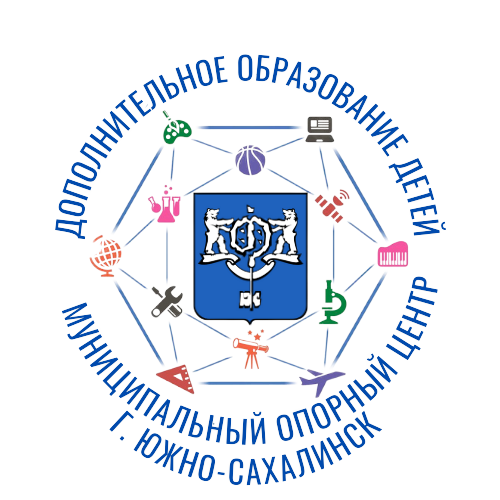 ДОПОЛНИТЕЛЬНОЕ ОБРАЗОВАНИЕ ДЕТЕЙ
МУНИЦИПАЛЬНЫЙ ОПОРНЫЙ ЦЕНТР
Г. ЮЖНО-САХАЛИНСК